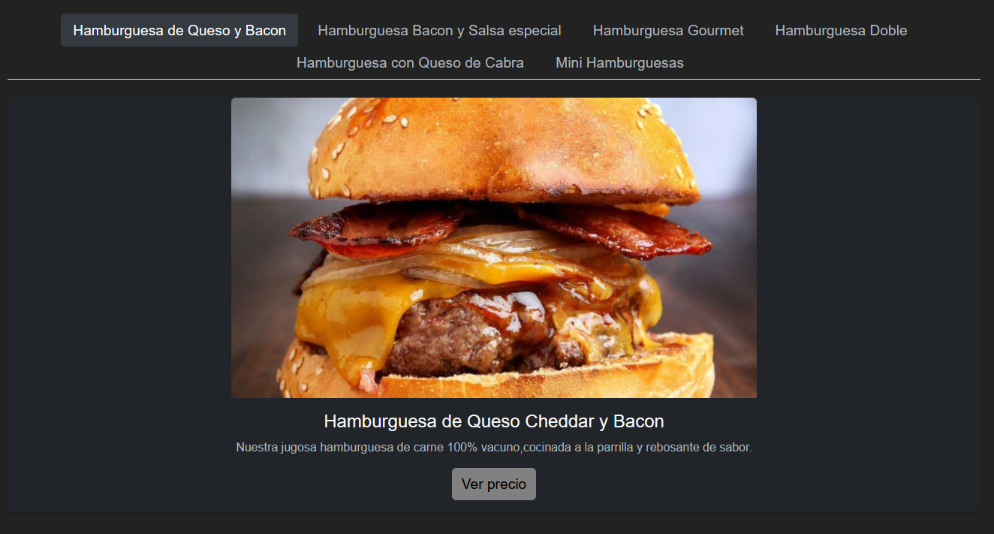 Hamburguesa de Queso y Bacon Hamburguesa Bacon y Salsa especial Hamburguesa Gourmet Hamburguesa Doble
Hamburguesa con Queso de Cabra Mini Hamburguesas
Hamburguesa de Queso Cheddar y Bacon
Nuestra jugosa hamburguesa de carne 100% vacuno,cocinada a la parrilla y rebosante de sabor.
Ver precio